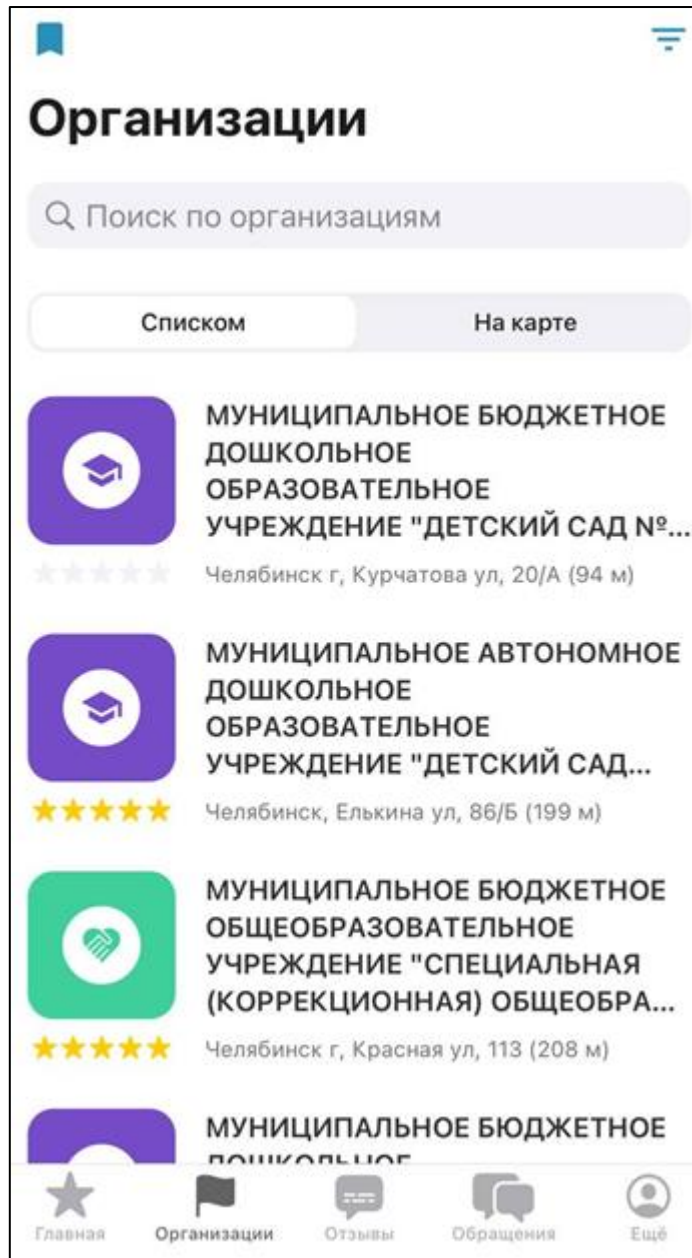 Организации
Поиск по организациям
Списком На карте
МУНИЦИПАЛЬНОЕ БЮДЖЕТНОЕ
ДОШКОЛЬНОЕ
ОБРАЗОВАТЕЛЬНОЕ
УЧРЕЖДЕНИЕ "ДЕТСКИЙ САД №...
Челябинск г, Курчатова ул, 20/А (94 м)
МУНИЦИПАЛЬНОЕ АВТОНОМНОЕ
ДОШКОЛЬНОЕ
ОБРАЗОВАТЕЛЬНОЕ
УЧРЕЖДЕНИЕ "ДЕТСКИЙ САД...
Челябинск, Елькина ул, 86/Б (199 м)
МУНИЦИПАЛЬНОЕ БЮДЖЕТНОЕ
ОБЩЕОБРАЗОВАТЕЛЬНОЕ
УЧРЕЖДЕНИЕ "СПЕЦИАЛЬНАЯ
(КОРРЕКЦИОННАЯ) ОБЩЕОБРА...
Челябинск г, Красная ул, 113 (208 м)
МУНИЦИПАЛЬНОЕ БЮДЖЕТНОЕ
ДОШКОЛЬНОЕ
Главная Организации Отзывы Обращения Ещё